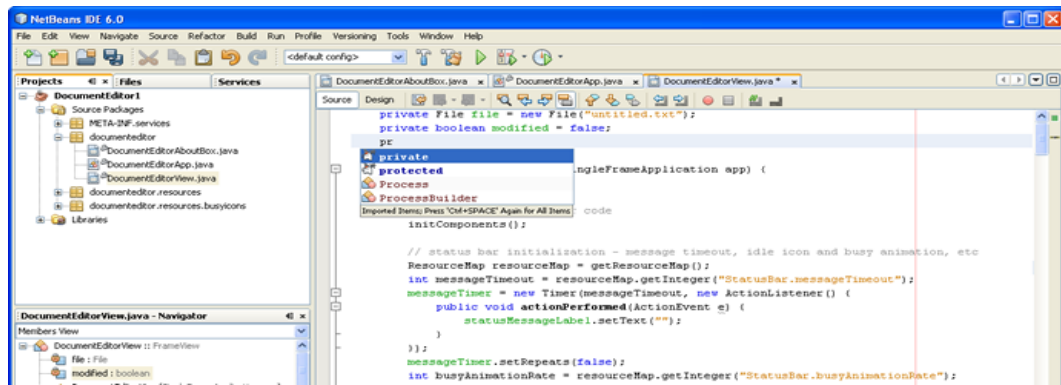 NetBeans IDE 6.0
File Edit View Navigate Source Refactor Build Run Profile Versioning Tools Window Help
<default config>
Projects Files Services
DocumentEditor1
Source Packages
META-INF.services
documenteditor
DocumentEditorAboutBox.java
DocumentEditorApp.java
DocumentEditorView.java
documenteditor.resources
documenteditor.resources.busyicons
Libraries
DocumentEditorView.java - Navigator
Members View
DocumentEditorView :: FrameView
file : File
modified : boolean
DocumentEditorAboutBox.java DocumentEditorApp.java DocumentEditorView.java *
Source Design
private File file = new File("untitled.txt");
private boolean modified = false;
pr
private
protected
ingleFrameApplication app) {
Process
ProcessBuilder
Imported Items; Press "Ctrl+SPACE" Again for All Items
code
initComponents();
// status bar initialization - message timeout, idle icon and busy animation, etc
ResourceMap resourceMap = getResourceMap();
int messageTimeout = resourceMap.getInteger("StatusBar.messageTimeout");
messageTimer = new Timer(messageTimeout, new ActionListener() {
public void actionPerformed(ActionEvent e) {
statusMessageLabel.setText("");
}
});
messageTimer.setRepeats(false);
int busyAnimationRate = resourceMap.getInteger("StatusBar.busyAnimationRate");